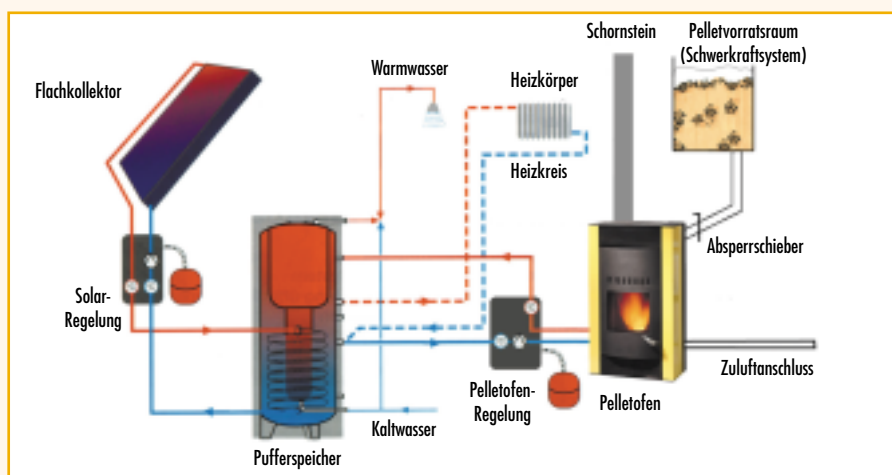 Schornstein
Pelletvorratsraum
(Schwerkraftsystem)
Warmwasser
Heizkörper
Flachkollektor
Heizkreis
Absperrschieber
Solar-
Regelung
Zuluftanschluss
Pelletofen-
Regelung
Pelletofen
Kaltwasser
Pufferspeicher